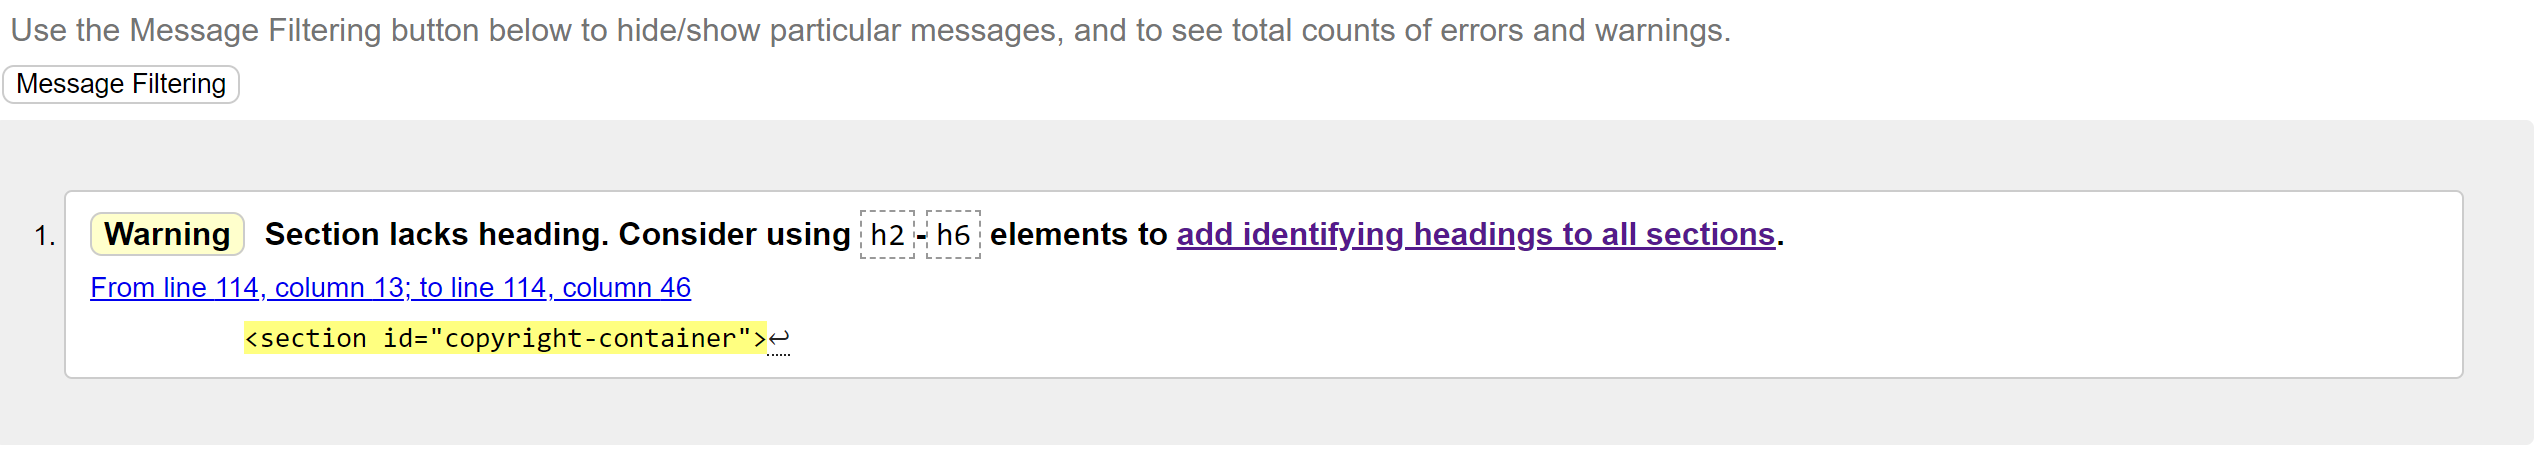 Use the Message Filtering button below to hide/show particular messages, and to see total counts of errors and warnings.
Message Filtering
1. Warning Section lacks heading. Consider using h2-h6 elements to add identifying headings to all sections.
From line 114, column 13; to line 114, column 46
<section id="copyright-container">↩